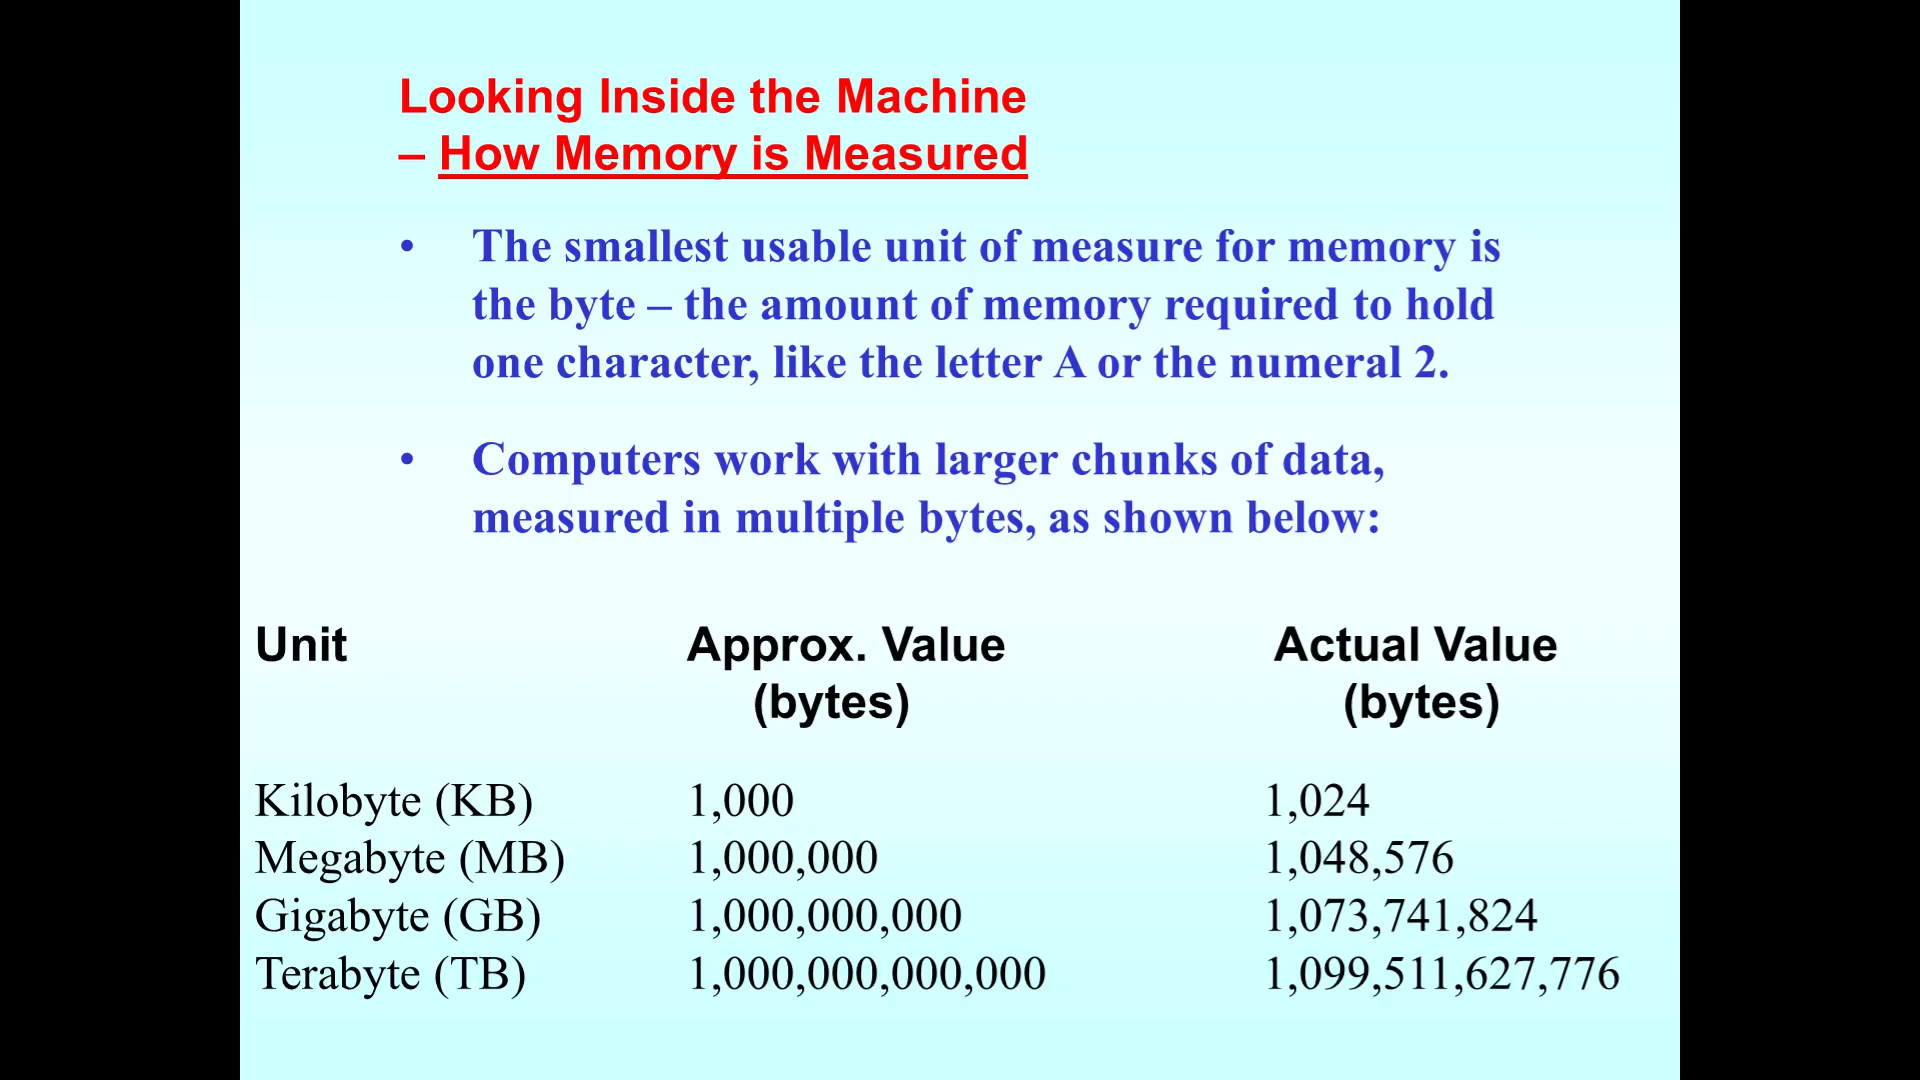 Looking Inside the Machine
– How Memory is Measured
• The smallest usable unit of measure for memory is
the byte – the amount of memory required to hold
one character, like the letter A or the numeral 2.
• Computers work with larger chunks of data,
measured in multiple bytes, as shown below:
Unit Approx. Value Actual Value
(bytes) (bytes)
Kilobyte (KB) 1,000 1,024
Megabyte (MB) 1,000,000 1,048,576
Gigabyte (GB) 1,000,000,000 1,073,741,824
Terabyte (TB) 1,000,000,000,000 1,099,511,627,776